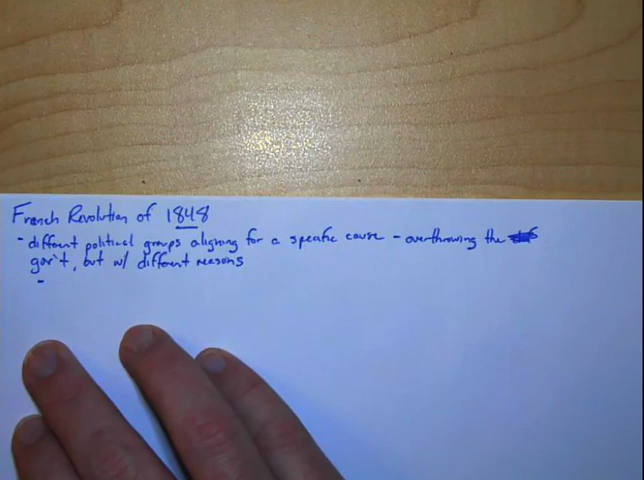 French Revolution of 1848
- different political groups aligning for a specific cause - overthrowing the
gov't, but w/ different reasons
-